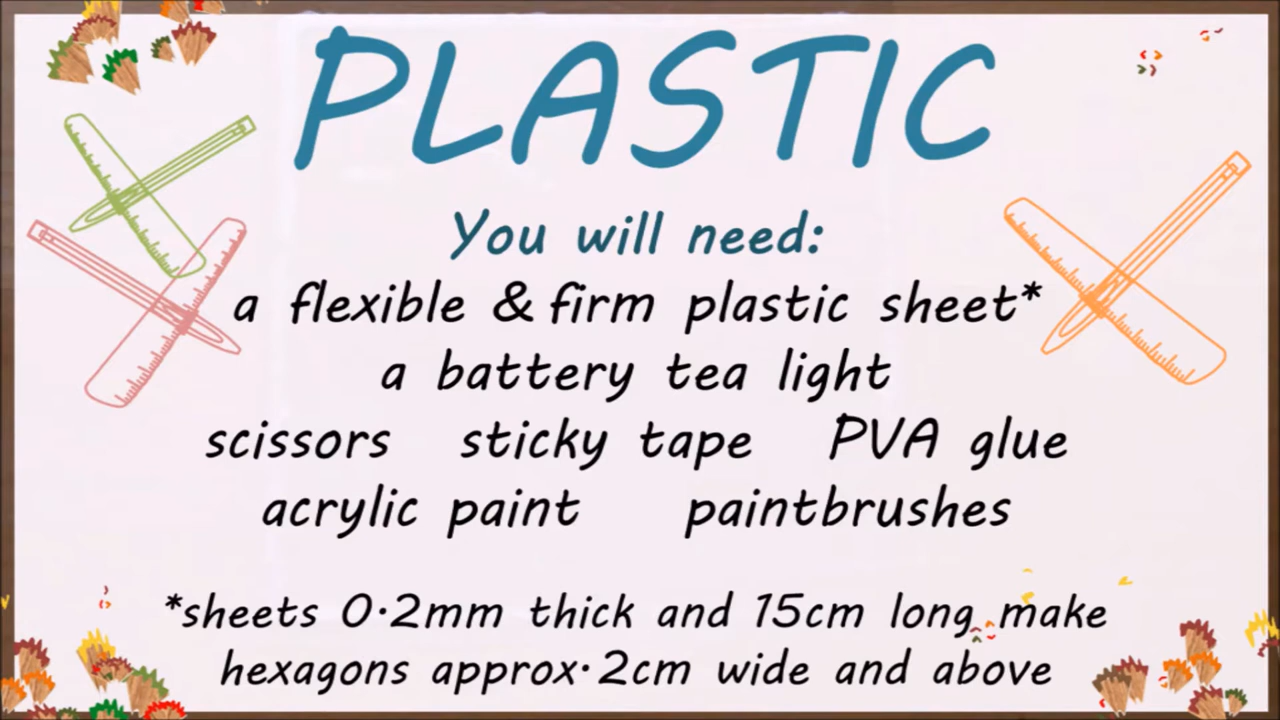 PLASTIC
You will need:
a flexible & firm plastic sheet*
a battery tea light
scissors sticky tape PVA glue
acrylic paint paintbrushes
*sheets 0·2mm thick and 15cm long make
hexagons approx· 2cm wide and above